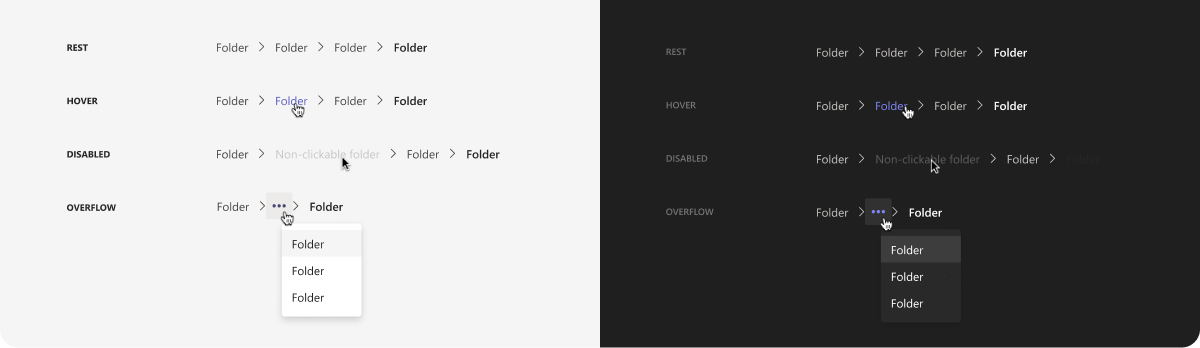 REST Folder > Folder > Folder > Folder
HOVER Folder > Folder > Folder > Folder
DISABLED Folder > Non-clickable folder > Folder > Folder
OVERFLOW Folder > ••• > Folder
Folder
Folder
Folder
REST Folder > Folder > Folder > Folder
HOVER Folder > Folder > Folder > Folder
DISABLED Folder > Non-clickable folder > Folder > Folder
OVERFLOW Folder > ••• > Folder
Folder
Folder
Folder